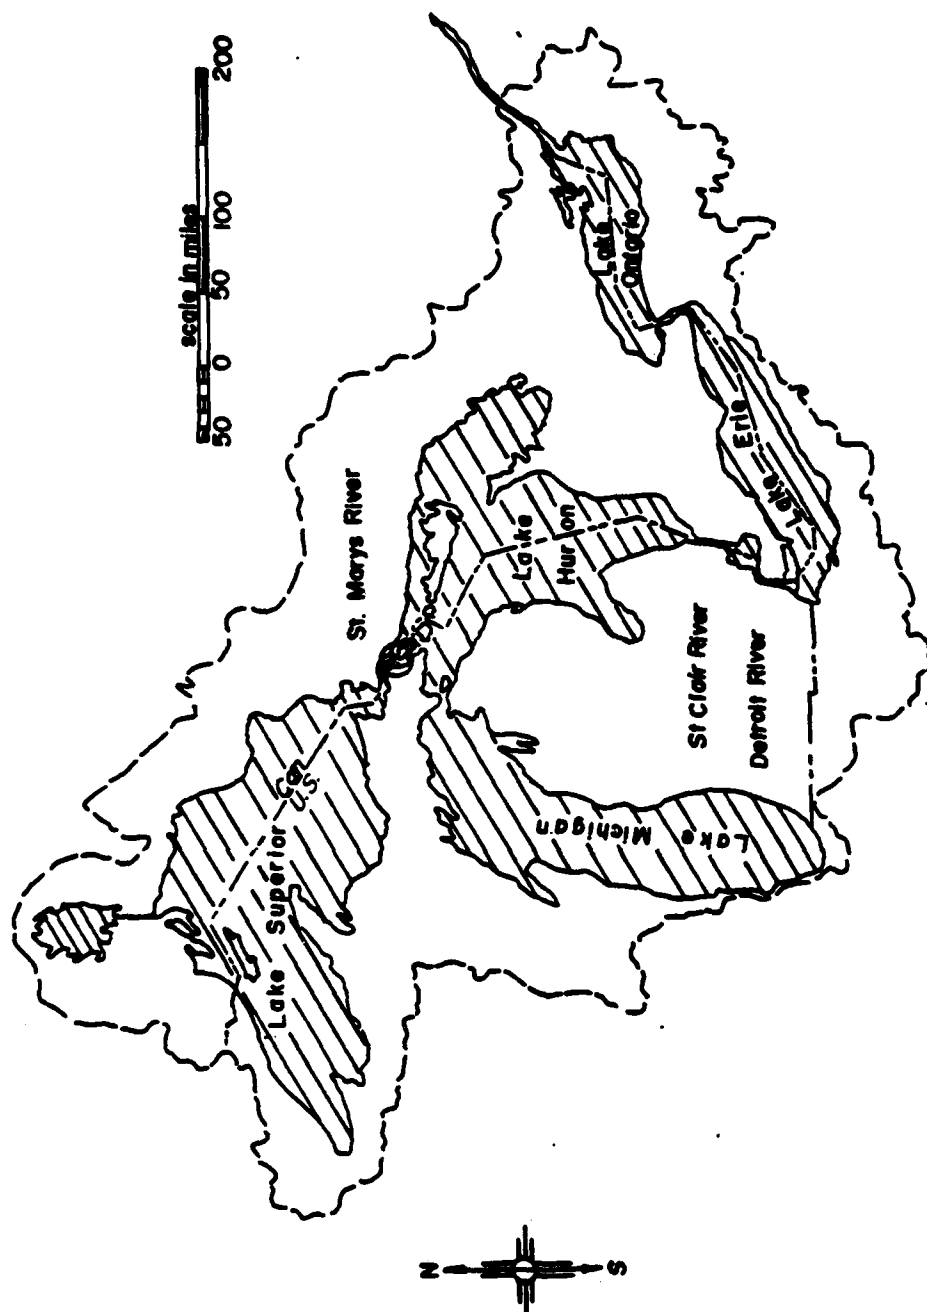 scale in miles
50 0 50 100 200
St. Marys River
Can.
U.S.
Lake
Superior
Lake
Huron
Lake
Ontario
Lake Erie
Lake
Michigan
St Clair River
Detroit River
N
S